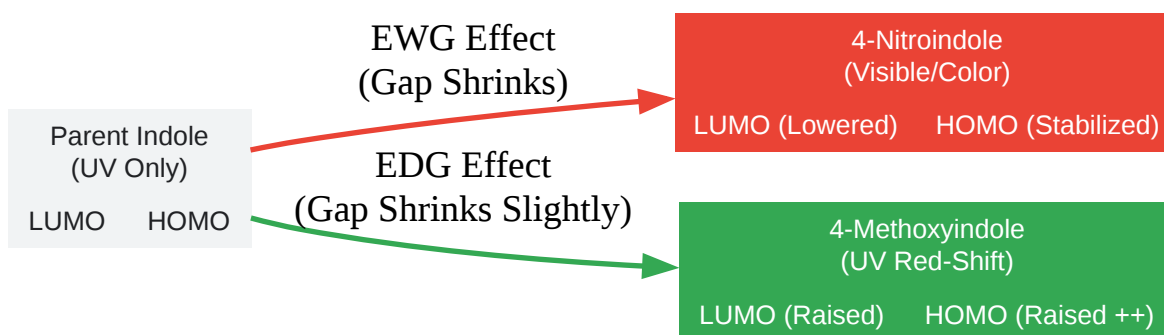 Parent Indole
(UV Only)
LUMO HOMO
EWG Effect
(Gap Shrinks)
EDG Effect
(Gap Shrinks Slightly)
4-Nitroindole
(Visible/Color)
LUMO (Lowered) HOMO (Stabilized)
4-Methoxyindole
(UV Red-Shift)
LUMO (Raised) HOMO (Raised ++)